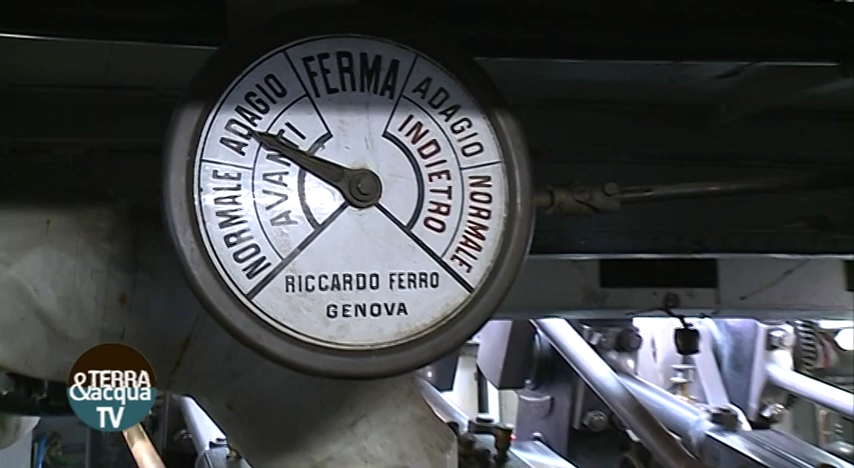 FERMA
ADAGIO
ADAGIO
AVANTI
INDIETRO
NORMALE
NORMALE
RICCARDO FERRO
GENOVA
TERRA
&acqua
TV